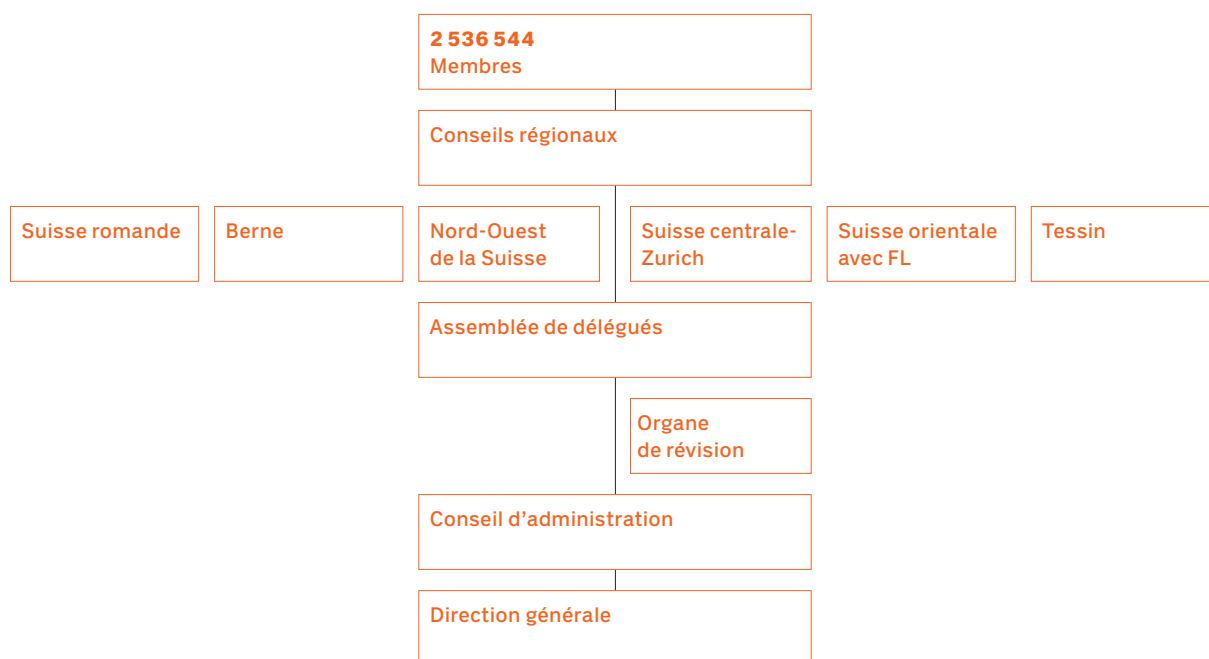 2 536 544
Membres
Conseils régionaux
Suisse romande
Berne
Nord-Ouest
de la Suisse
Suisse centrale-
Zurich
Suisse orientale
avec FL
Tessin
Assemblée de délégués
Organe
de révision
Conseil d’administration
Direction générale